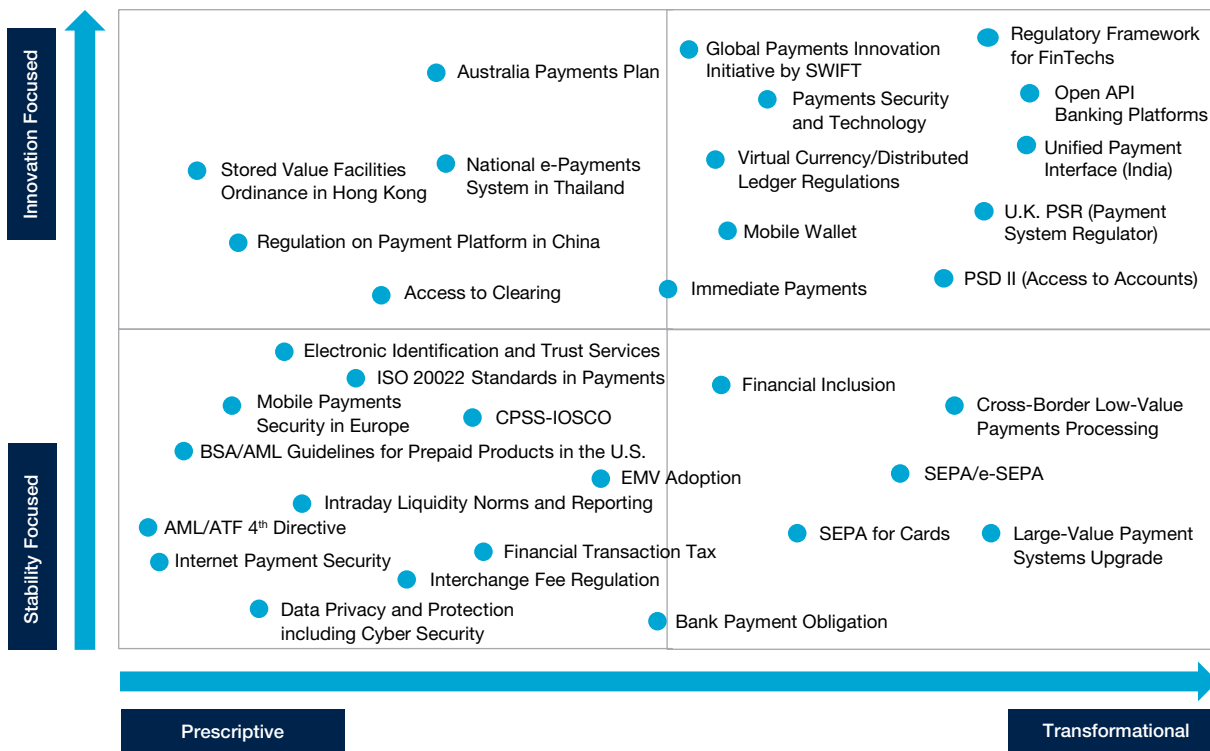 Innovation Focused
Stability Focused
Australia Payments Plan
Stored Value Facilities
Ordinance in Hong Kong
National e-Payments
System in Thailand
Regulation on Payment Platform in China
Access to Clearing
Global Payments Innovation
Initiative by SWIFT
Payments Security
and Technology
Virtual Currency/Distributed
Ledger Regulations
Mobile Wallet
Immediate Payments
Regulatory Framework
for FinTechs
Open API
Banking Platforms
Unified Payment
Interface (India)
U.K. PSR (Payment
System Regulator)
PSD II (Access to Accounts)
Electronic Identification and Trust Services
ISO 20022 Standards in Payments
Mobile Payments
Security in Europe
CPSS-IOSCO
BSA/AML Guidelines for Prepaid Products in the U.S.
EMV Adoption
Intraday Liquidity Norms and Reporting
AML/ATF 4th Directive
Internet Payment Security
Financial Transaction Tax
Interchange Fee Regulation
Data Privacy and Protection
including Cyber Security
Bank Payment Obligation
Financial Inclusion
Cross-Border Low-Value
Payments Processing
SEPA/e-SEPA
SEPA for Cards
Large-Value Payment
Systems Upgrade
Prescriptive
Transformational